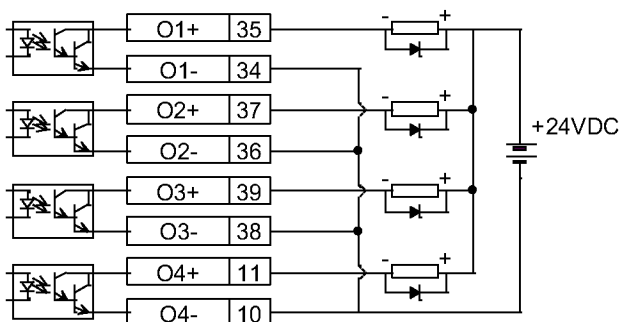 O1+ 35 - +
O1- 34
O2+ 37 - +
+24VDC
O2- 36
O3+ 39 - +
O3- 38
O4+ 11 - +
O4- 10